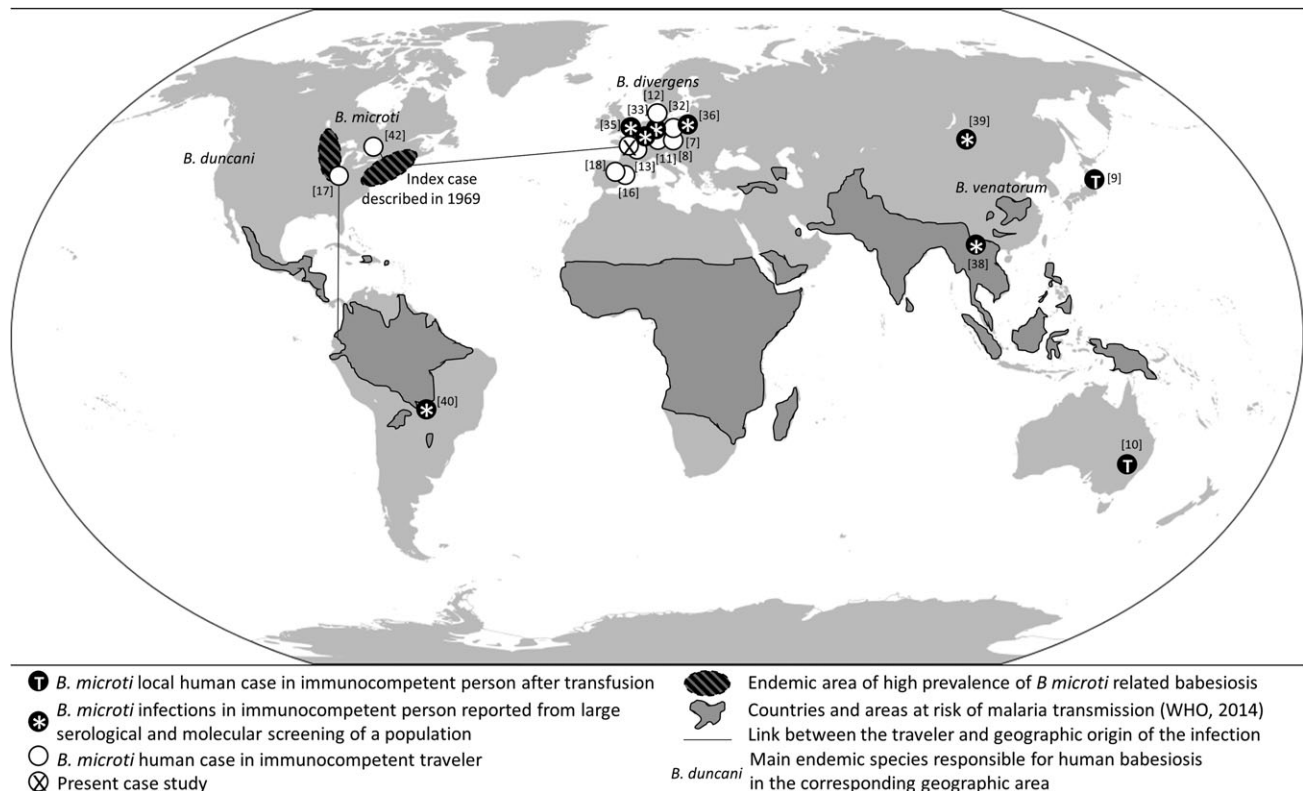 B. divergens
[12]
[33]
[32]
[36]
[35]
B. microti
[42]
[39]
B. duncani
[7]
[8]
[11]
[13]
[18]
[16]
[17]
Index case
described in 1969
B. venatorum
[9]
T
[38]
[40]
[10]
T
T B. microti local human case in immunocompetent person after transfusion
B. microti infections in immunocompetent person reported from large
serological and molecular screening of a population
B. microti human case in immunocompetent traveler
Present case study
Endemic area of high prevalence of B microti related babesiosis
Countries and areas at risk of malaria transmission (WHO, 2014)
Link between the traveler and geographic origin of the infection
B. duncani Main endemic species responsible for human babesiosis
in the corresponding geographic area